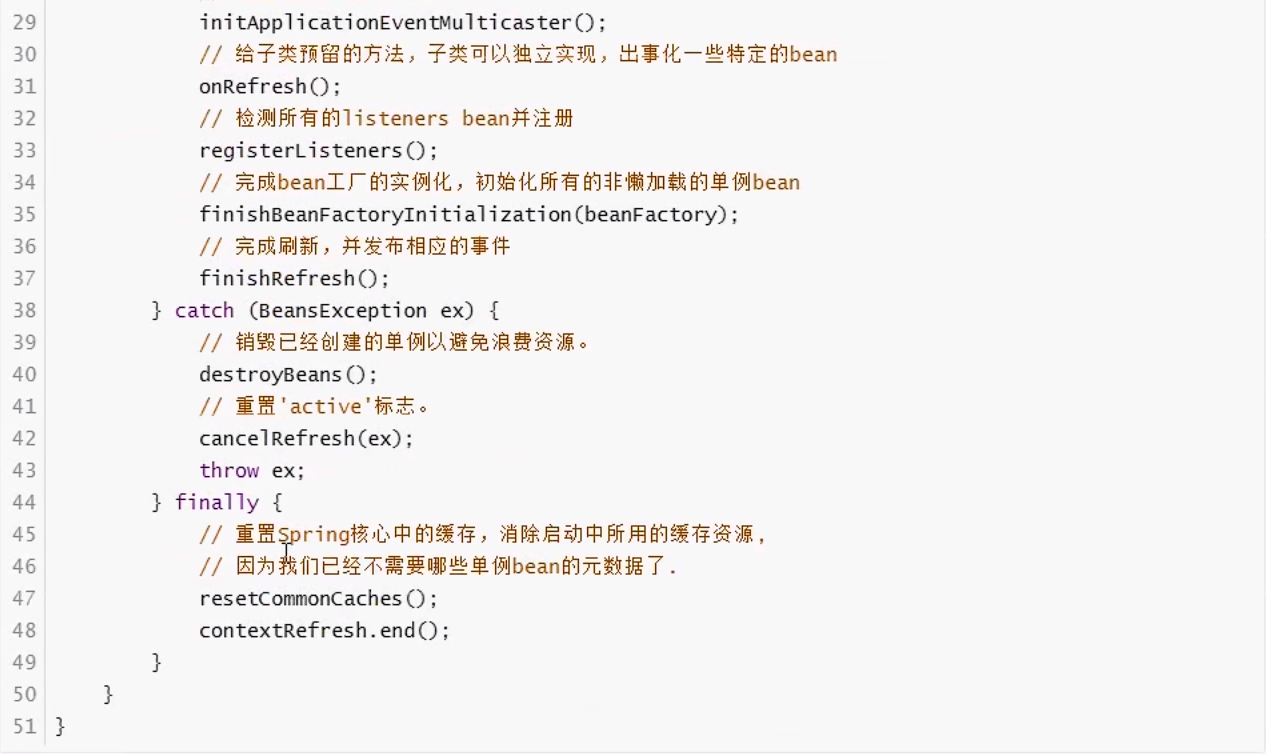 29 initApplicationEventMulticaster();
30 // 给子类预留的方法，子类可以独立实现，出事化一些特定的bean
31 onRefresh();
32 // 检测所有的listeners bean并注册
33 registerListeners();
34 // 完成bean工厂的实例化，初始化所有的非懒加载的单例bean
35 finishBeanFactoryInitialization(beanFactory);
36 // 完成刷新，并发布相应的事件
37 finishRefresh();
38 } catch (BeansException ex) {
39 // 销毁已经创建的单例以避免浪费资源。
40 destroyBeans();
41 // 重置'active'标志。
42 cancelRefresh(ex);
43 throw ex;
44 } finally {
45 // 重置Spring核心中的缓存，消除启动中所用的缓存资源,
46 // 因为我们已经不需要哪些单例bean的元数据了.
47 resetCommonCaches();
48 contextRefresh.end();
49 }
50 }
51 }